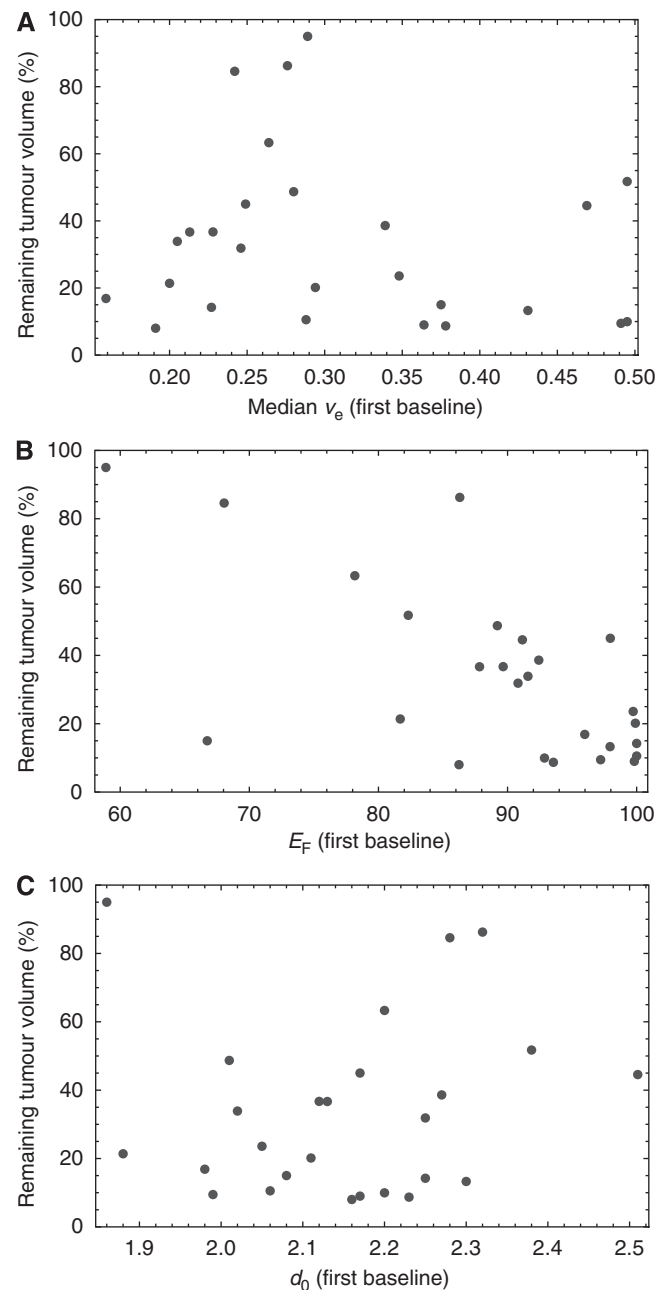 A
Remaining tumour volume (%)
100
80
60
40
20
0
0.20 0.25 0.30 0.35 0.40 0.45 0.50
Median ve (first baseline)
B
Remaining tumour volume (%)
100
80
60
40
20
0
60 70 80 90 100
EF (first baseline)
C
Remaining tumour volume (%)
100
80
60
40
20
0
1.9 2.0 2.1 2.2 2.3 2.4 2.5
d0 (first baseline)